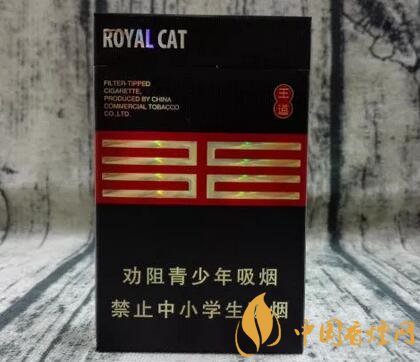 ROYAL CAT
FILTER-TIPPED
CIGARETTE,
PRODUCED BY CHINA
COMMERCIAL TOBACCO
CO.,LTD.
王道
劝阻青少年吸烟
禁止中小学生吸烟
中国香烟网